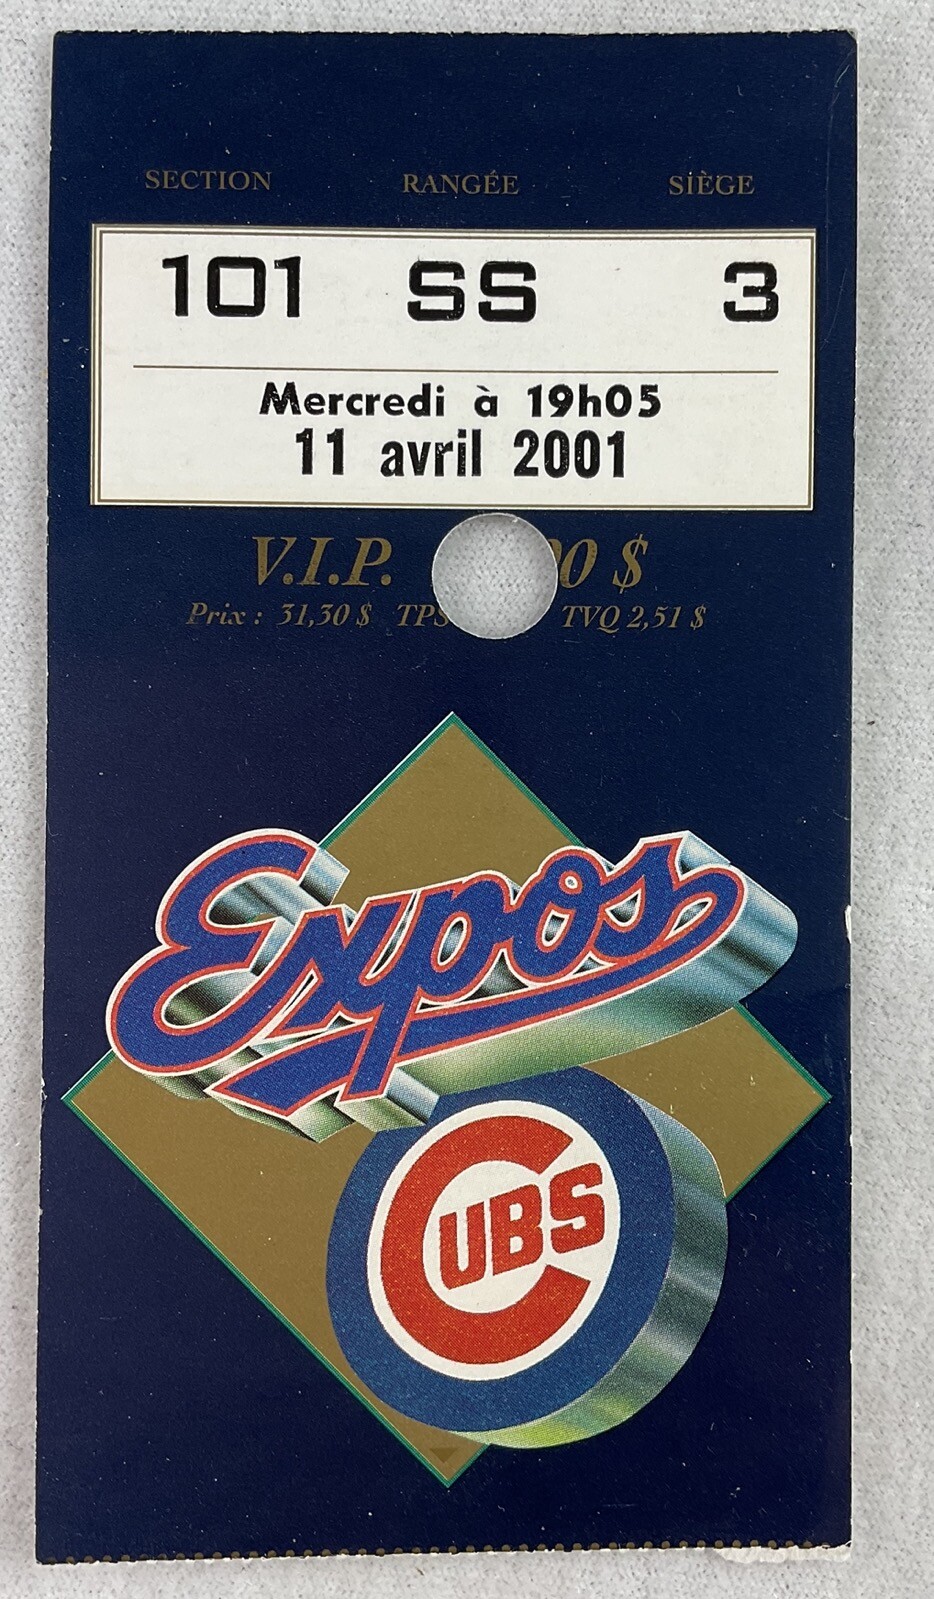 SECTION RANGÉE SIÈGE
101 SS 3
Mercredi à 19h05
11 avril 2001
V.I.P. $
Prix : 31,30 $ TPS TVQ 2,51 $
Expos
CUBS